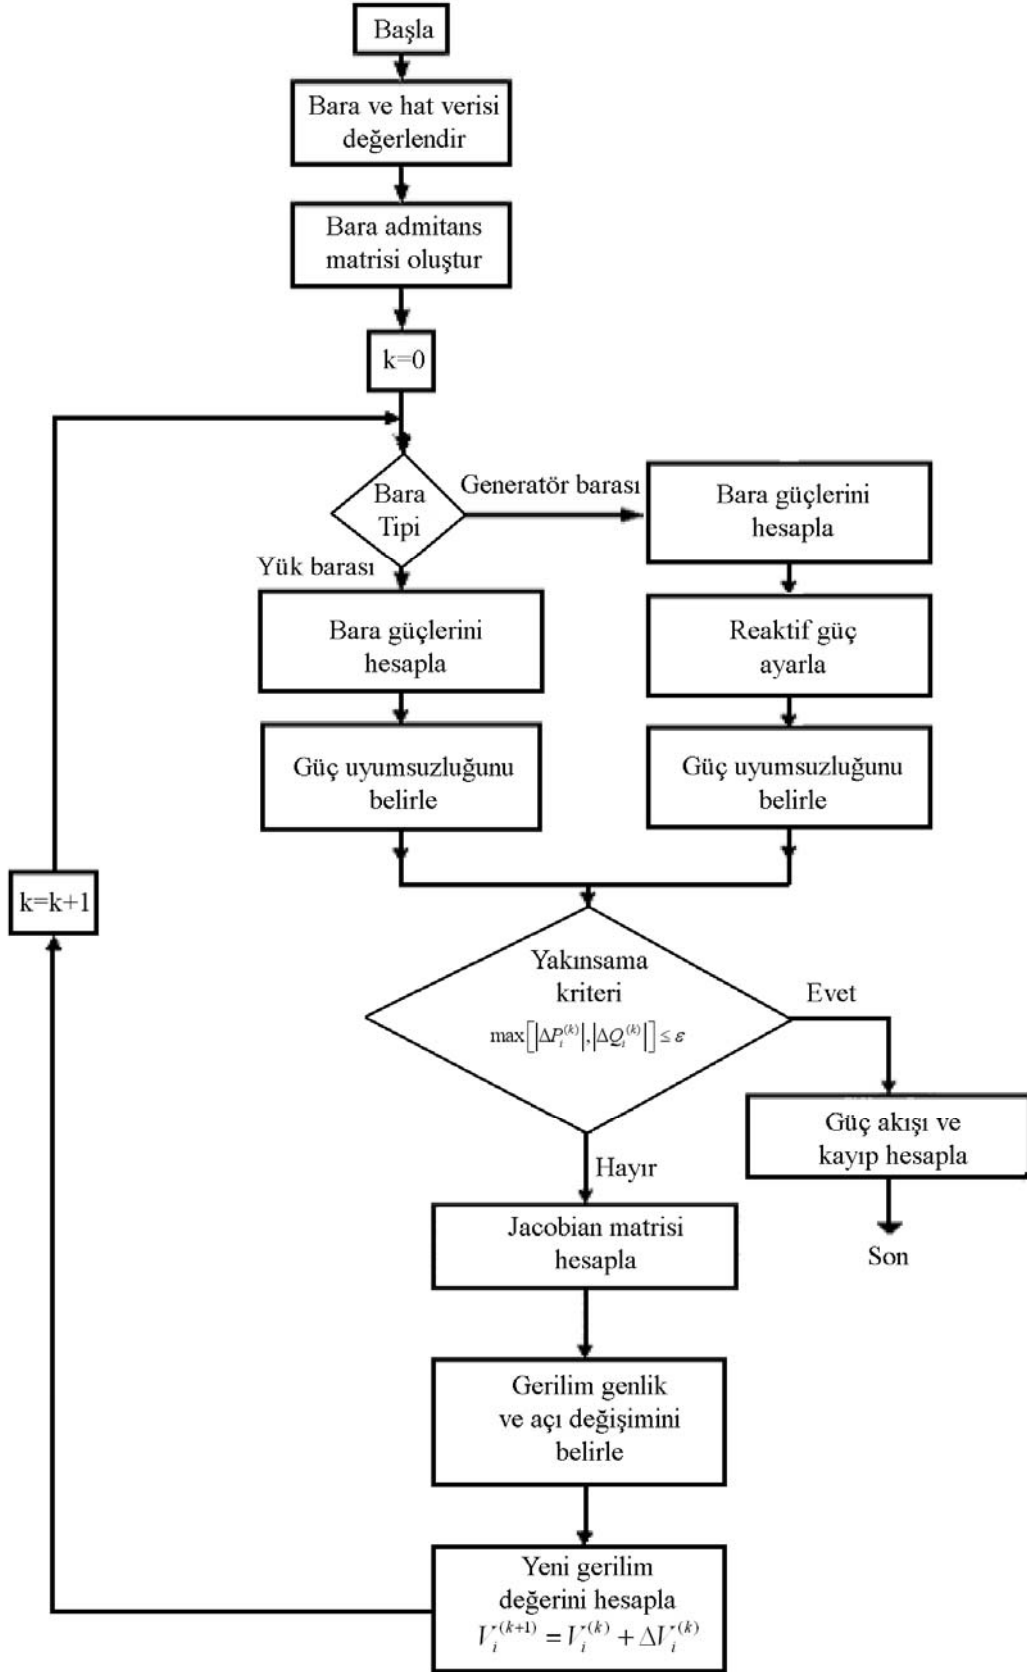 Başla
Bara ve hat verisi
değerlendir
Bara admitans
matrisi oluştur
k=0
Bara
Tipi
Generatör barası
Yük barası
Bara güçlerini
hesapla
Reaktif güç
ayarla
Güç uyumsuzluğunu
belirle
Bara güçlerini
hesapla
Güç uyumsuzluğunu
belirle
k=k+1
Yakınsama
kriteri
max[|ΔP_i^(k)|,|ΔQ_i^(k)|] ≤ ε
Evet
Güç akışı ve
kayıp hesapla
Son
Hayır
Jacobian matrisi
hesapla
Gerilim genlik
ve açı değişimini
belirle
Yeni gerilim
değerini hesapla
V_i^(k+1) = V_i^(k) + ΔV_i^(k)